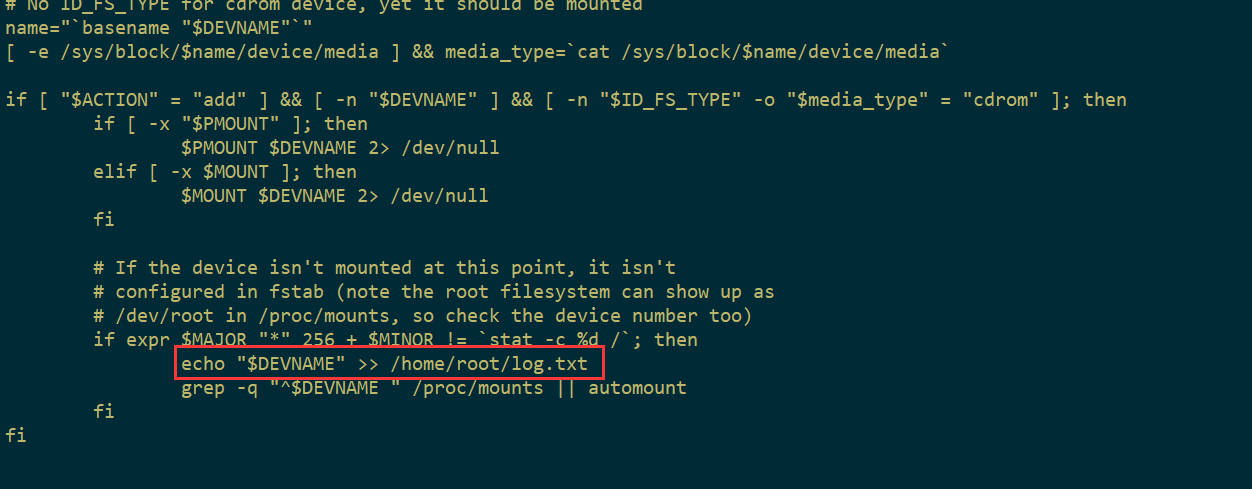 # No ID_FS_TYPE for cdrom device, yet it should be mounted
name="`basename "$DEVNAME"`"
[ -e /sys/block/$name/device/media ] && media_type=`cat /sys/block/$name/device/media`

if [ "$ACTION" = "add" ] && [ -n "$DEVNAME" ] && [ -n "$ID_FS_TYPE" -o "$media_type" = "cdrom" ]; then
        if [ -x "$PMOUNT" ]; then
                $PMOUNT $DEVNAME 2> /dev/null
        elif [ -x $MOUNT ]; then
                $MOUNT $DEVNAME 2> /dev/null
        fi

        # If the device isn't mounted at this point, it isn't
        # configured in fstab (note the root filesystem can show up as
        # /dev/root in /proc/mounts, so check the device number too)
        if expr $MAJOR "*" 256 + $MINOR != `stat -c %d /`; then
                echo "$DEVNAME" >> /home/root/log.txt
                grep -q "^$DEVNAME " /proc/mounts || automount
        fi
fi